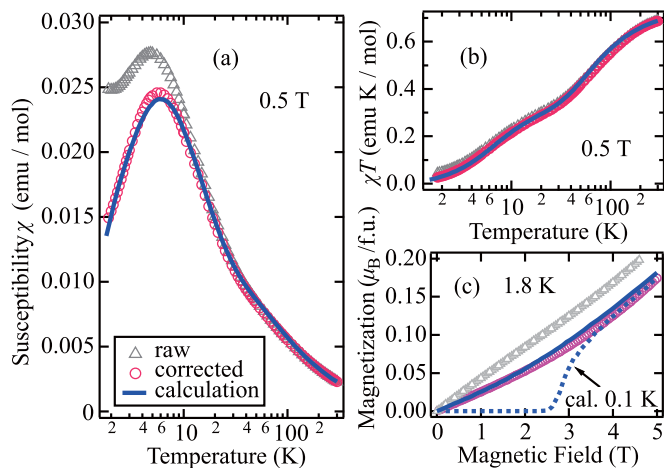 0.030
0.025
0.020
0.015
0.010
0.005
0
Susceptibility χ (emu / mol)
(a)
0.5 T
raw
corrected
calculation
2 4 6 10 2 4 6 100 2
Temperature (K)
0.6
0.4
0.2
0.0
χT (emu K / mol)
(b)
0.5 T
2 4 6 10 2 4 6 100 2
Temperature (K)
0.20
0.15
0.10
0.05
0.00
Magnetization (μB /f.u.)
(c) 1.8 K
cal. 0.1 K
0 1 2 3 4 5
Magnetic Field (T)